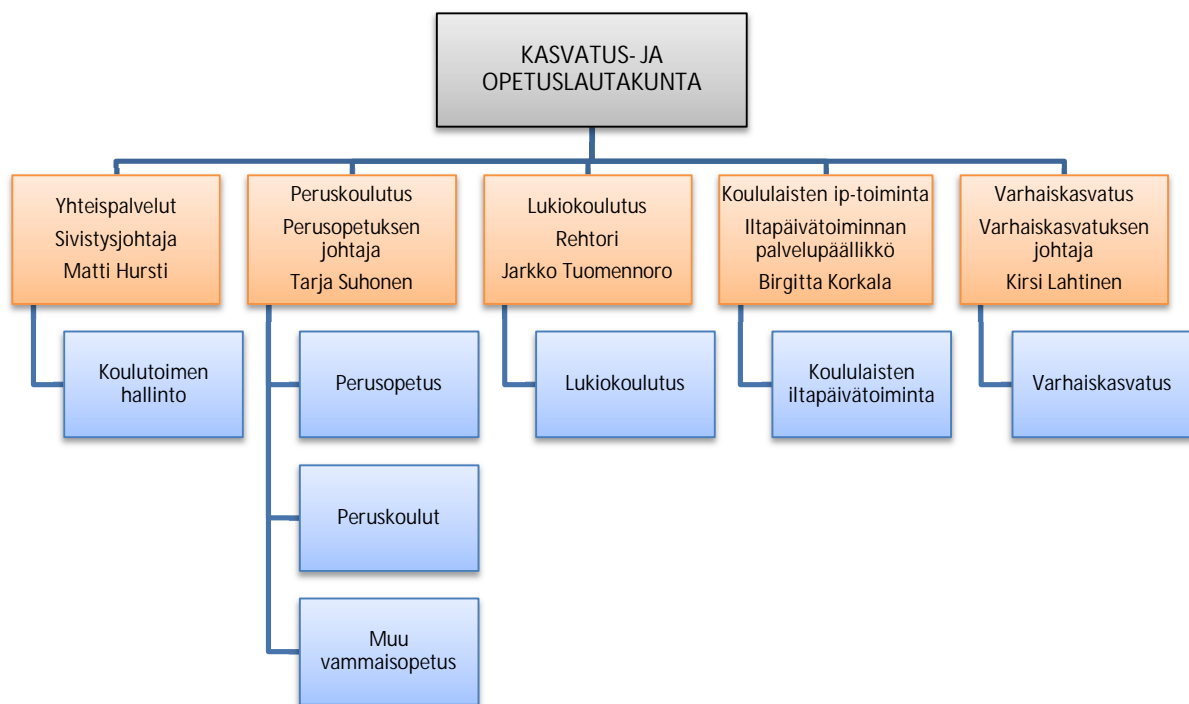 KASVATUS- JA
OPETUSLAUTAKUNTA
Yhteispalvelut
Sivistysjohtaja
Matti Hursti
Peruskoulutus
Perusopetuksen
johtaja
Tarja Suhonen
Lukiokoulutus
Rehtori
Jarkko Tuomennoro
Koululaisten ip-toiminta
Iltapäivätoiminnan
palvelupäällikkö
Birgitta Korkala
Varhaiskasvatus
Varhaiskasvatuksen
johtaja
Kirsi Lahtinen
Koulutoimen
hallinto
Perusopetus
Lukiokoulutus
Koululaisten
iltapäivätoiminta
Varhaiskasvatus
Peruskoulut
Muu
vammaisopetus